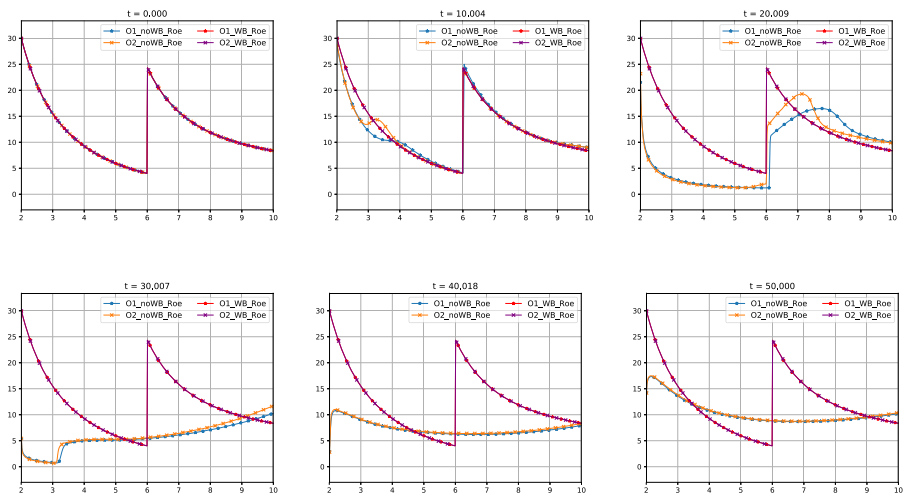 t = 0,000
O1_noWB_Roe O1_WB_Roe
O2_noWB_Roe O2_WB_Roe
30
25
20
15
10
5
0
2 3 4 5 6 7 8 9 10
t = 10,004
O1_noWB_Roe O1_WB_Roe
O2_noWB_Roe O2_WB_Roe
30
25
20
15
10
5
0
2 3 4 5 6 7 8 9 10
t = 20,009
O1_noWB_Roe O1_WB_Roe
O2_noWB_Roe O2_WB_Roe
30
25
20
15
10
5
0
2 3 4 5 6 7 8 9 10
t = 30,007
O1_noWB_Roe O1_WB_Roe
O2_noWB_Roe O2_WB_Roe
30
25
20
15
10
5
0
2 3 4 5 6 7 8 9 10
t = 40,018
O1_noWB_Roe O1_WB_Roe
O2_noWB_Roe O2_WB_Roe
30
25
20
15
10
5
0
2 3 4 5 6 7 8 9 10
t = 50,000
O1_noWB_Roe O1_WB_Roe
O2_noWB_Roe O2_WB_Roe
30
25
20
15
10
5
0
2 3 4 5 6 7 8 9 10